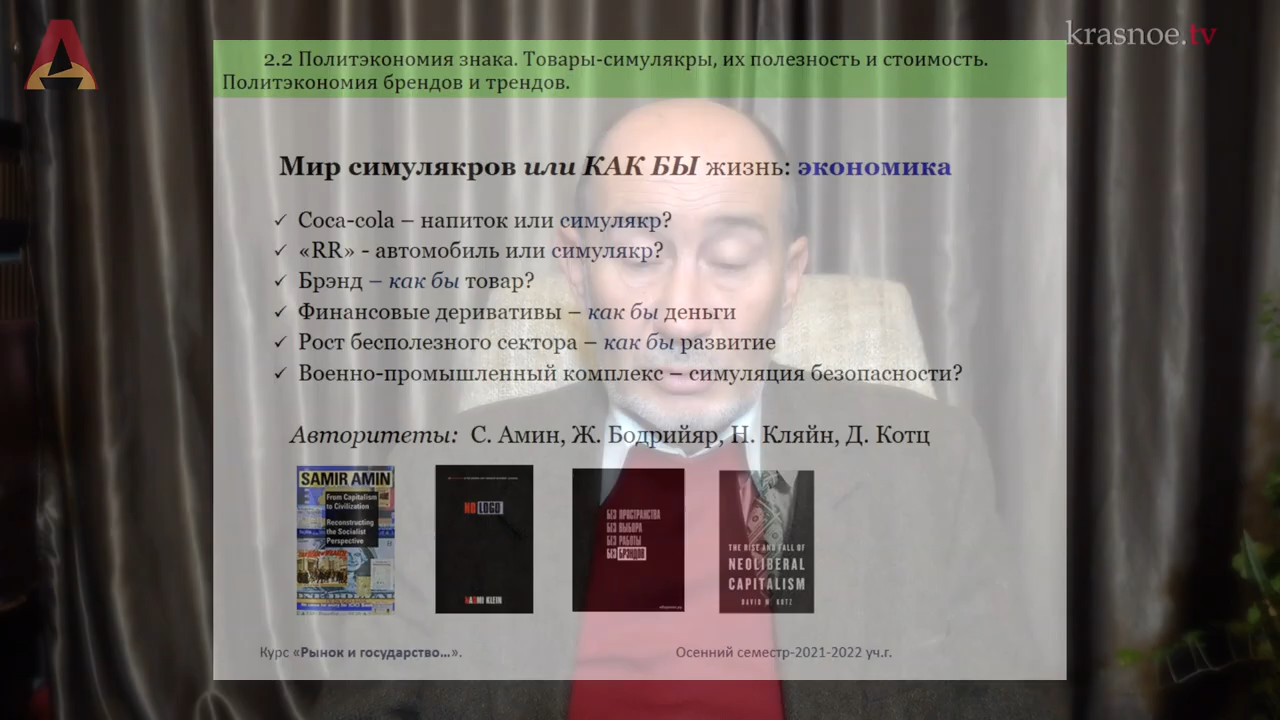 krasnoe.tv
2.2 Политэкономия знака. Товары-симулякры, их полезность и стоимость.
Политэкономия брендов и трендов.
Мир симулякров или КАК БЫ жизнь: экономика
✓ Coca-cola – напиток или симулякр?
✓ «RR» - автомобиль или симулякр?
✓ Брэнд – как бы товар?
✓ Финансовые деривативы – как бы деньги
✓ Рост бесполезного сектора – как бы развитие
✓ Военно-промышленный комплекс – симуляция безопасности?
Авторитеты: С. Амин, Ж. Бодрийяр, Н. Кляйн, Д. Котц
SAMIR AMIN
From Capitalism
to Civilization
Reconstructing
the Socialist
Perspective
NO LOGO
NAOMI KLEIN
БЕЗ ПРОСТРАНСТВА
БЕЗ ВЫБОРА
БЕЗ РАБОТЫ
БЕЗ БРЭНДОВ
THE RISE AND FALL OF
NEOLIBERAL
CAPITALISM
DAVID M. KOTZ
Курс «Рынок и государство...».
Осенний семестр-2021-2022 уч.г.